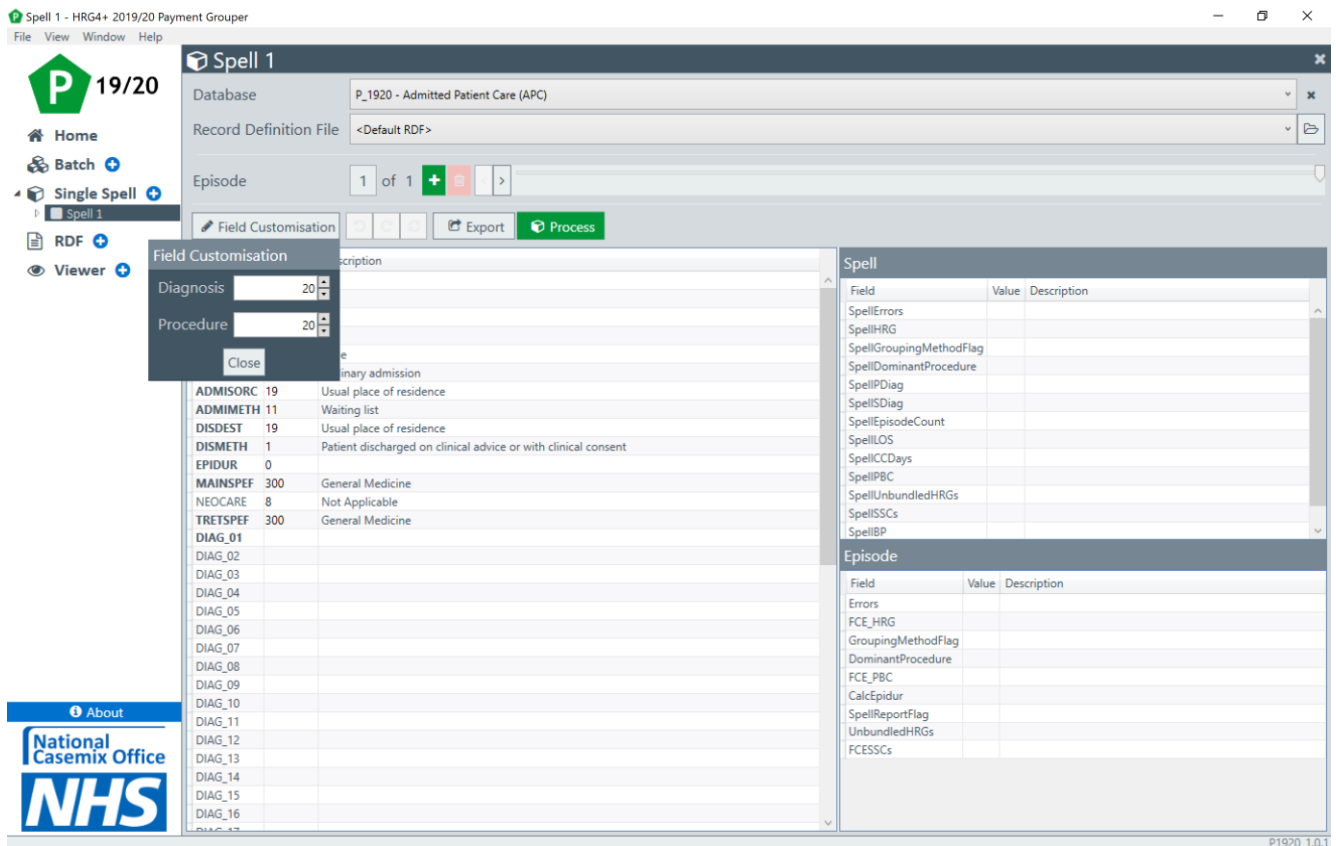 Spell 1 - HRG4+ 2019/20 Payment Grouper
File View Window Help
P 19/20
Home
Batch
Single Spell
Spell 1
RDF
Viewer
Spell 1
Database P_1920 - Admitted Patient Care (APC)
Record Definition File <Default RDF>
Episode 1 of 1
Field Customisation Export Process
Field Customisation
Diagnosis 20
Procedure 20
Close
ADMISORC 19 Usual place of residence
ADMIMETH 11 Waiting list
DISDEST 19 Usual place of residence
DISMETH 1 Patient discharged on clinical advice or with clinical consent
EPIDUR 0
MAINSPEF 300 General Medicine
NEOCARE 8 Not Applicable
TRETSPEF 300 General Medicine
DIAG_01
DIAG_02
DIAG_03
DIAG_04
DIAG_05
DIAG_06
DIAG_07
DIAG_08
DIAG_09
DIAG_10
DIAG_11
DIAG_12
DIAG_13
DIAG_14
DIAG_15
DIAG_16
Spell
Field Value Description
SpellErrors
SpellHRG
SpellGroupingMethodFlag
SpellDominantProcedure
SpellPDiag
SpellSDiag
SpellEpisodeCount
SpellLOS
SpellCCDays
SpellPBC
SpellUnbundledHRGs
SpellSSCs
SpellBP
Episode
Field Value Description
Errors
FCE_HRG
GroupingMethodFlag
DominantProcedure
FCE_PBC
CalcEpidur
SpellReportFlag
UnbundledHRGs
FCESSCs
About
National
Casemix Office
NHS
P1920_1.0.1